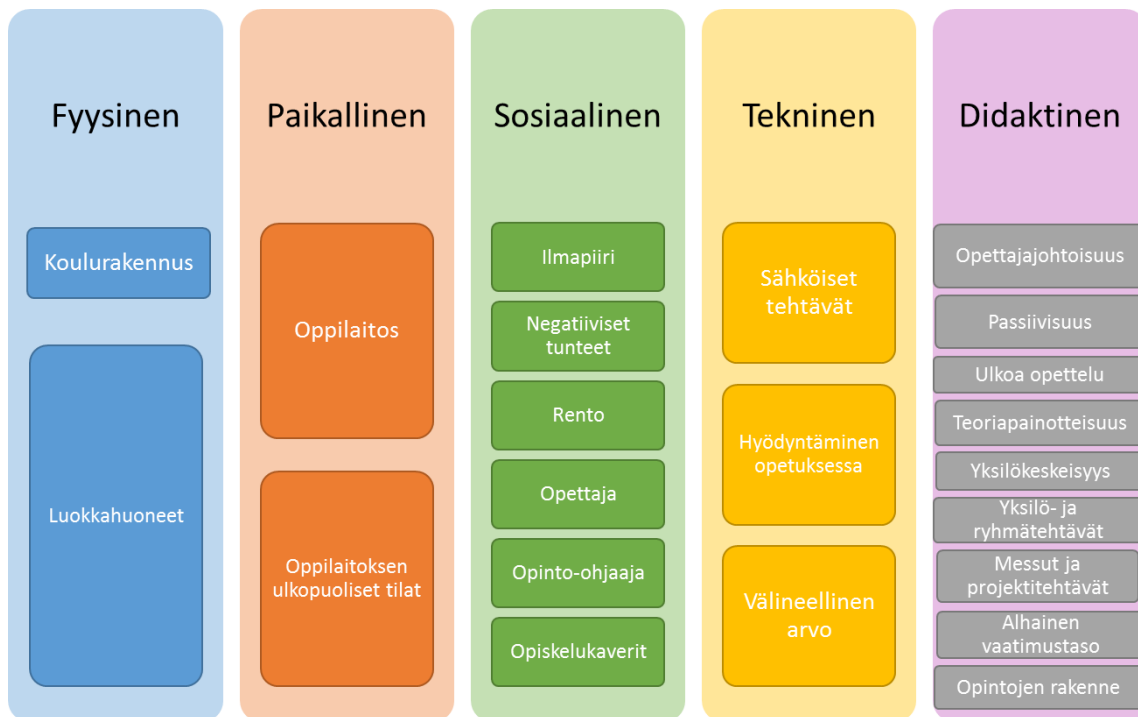 Fyysinen
Koulurakennus
Luokkahuoneet
Paikallinen
Oppilaitos
Oppilaitoksen
ulkopuoliset tilat
Sosiaalinen
Ilmapiiri
Negatiiviset
tunteet
Rento
Opettaja
Opinto-ohjaaja
Opiskelukaverit
Tekninen
Sähköiset
tehtävät
Hyödyntäminen
opetuksessa
Välineellinen
arvo
Didaktinen
Opettajajohtoisuus
Passiivisuus
Ulkoa opettelu
Teoriapainotteisuus
Yksilökeskeisyys
Yksilö- ja
ryhmätehtävät
Messut ja
projektitehtävät
Alhainen
vaatimustaso
Opintojen rakenne